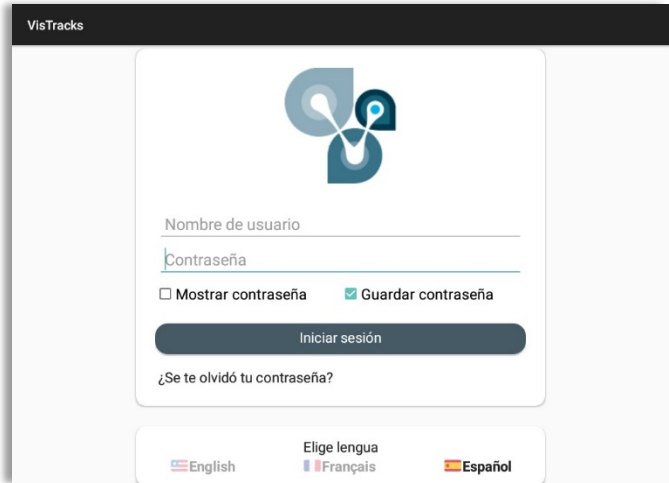 VisTracks
Nombre de usuario
Contraseña
Mostrar contraseña Guardar contraseña
Iniciar sesión
¿Se te olvidó tu contraseña?
Elige lengua
English Français Español